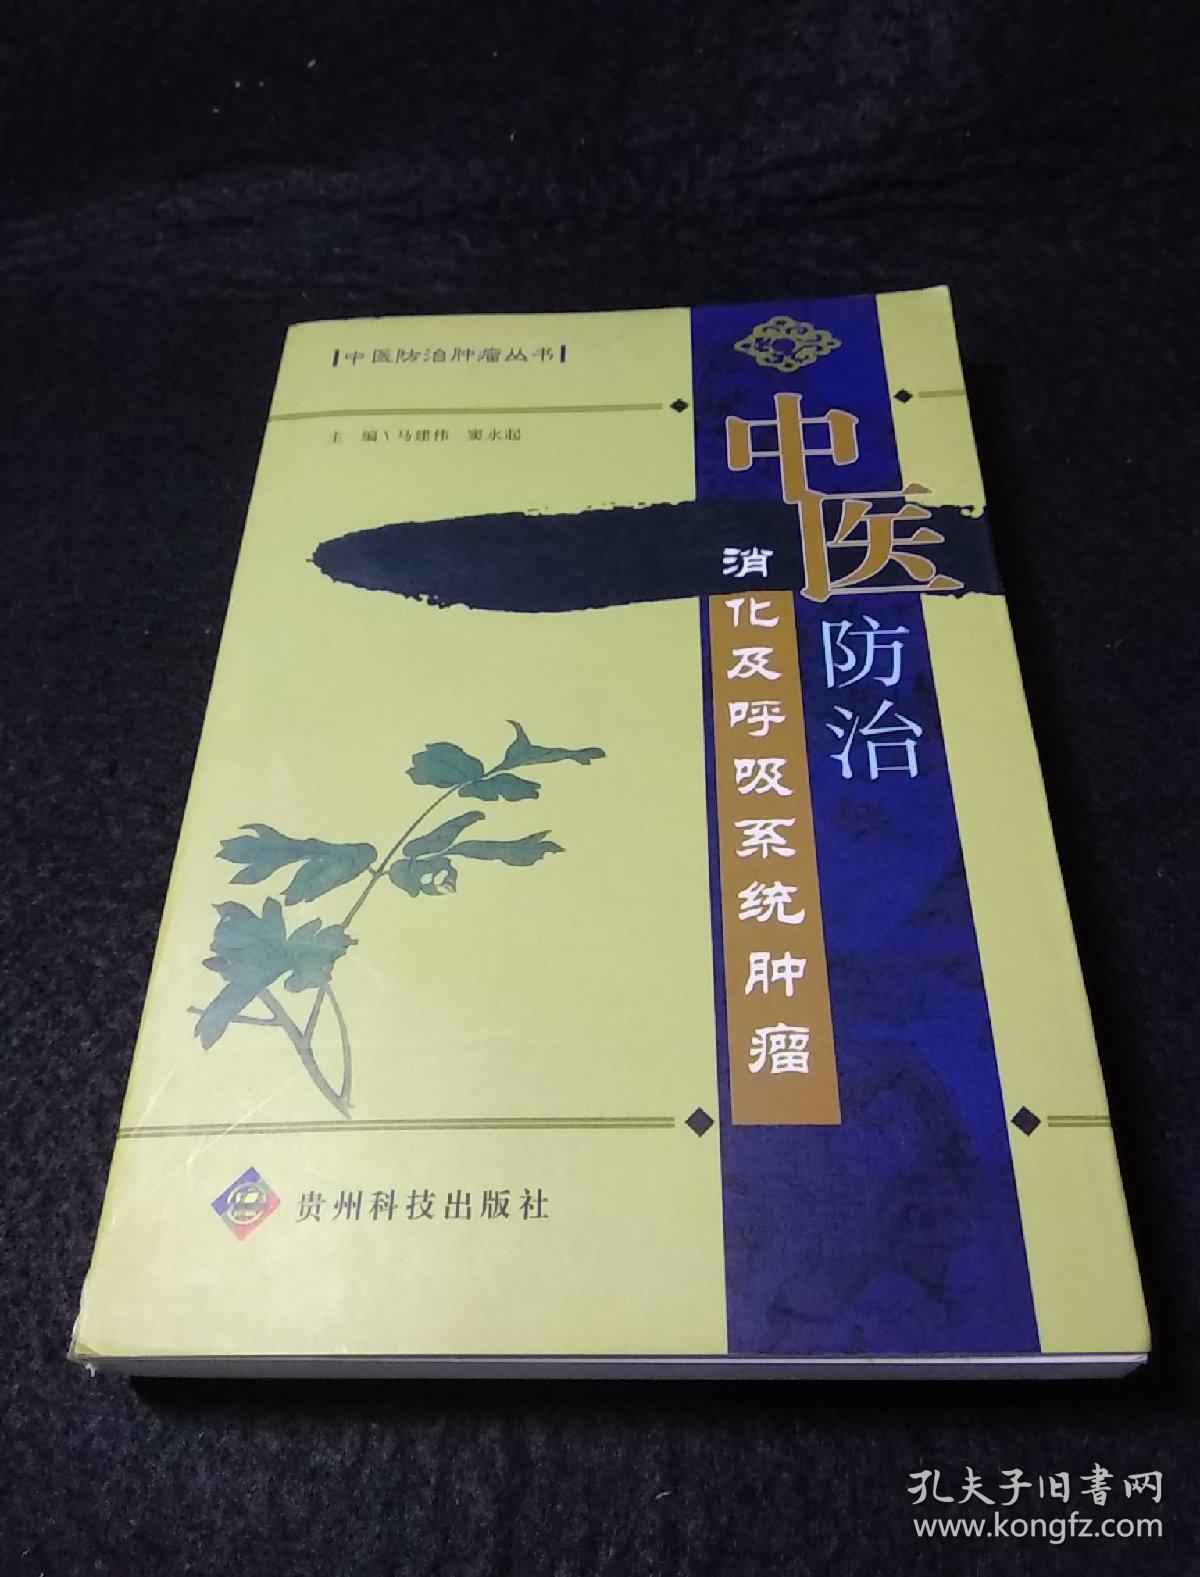 中医防治肿瘤丛书
主 编\马建伟 窦永起
中医
防治
消化及呼吸系统肿瘤
贵州科技出版社
孔夫子旧书网
www.kongfz.com